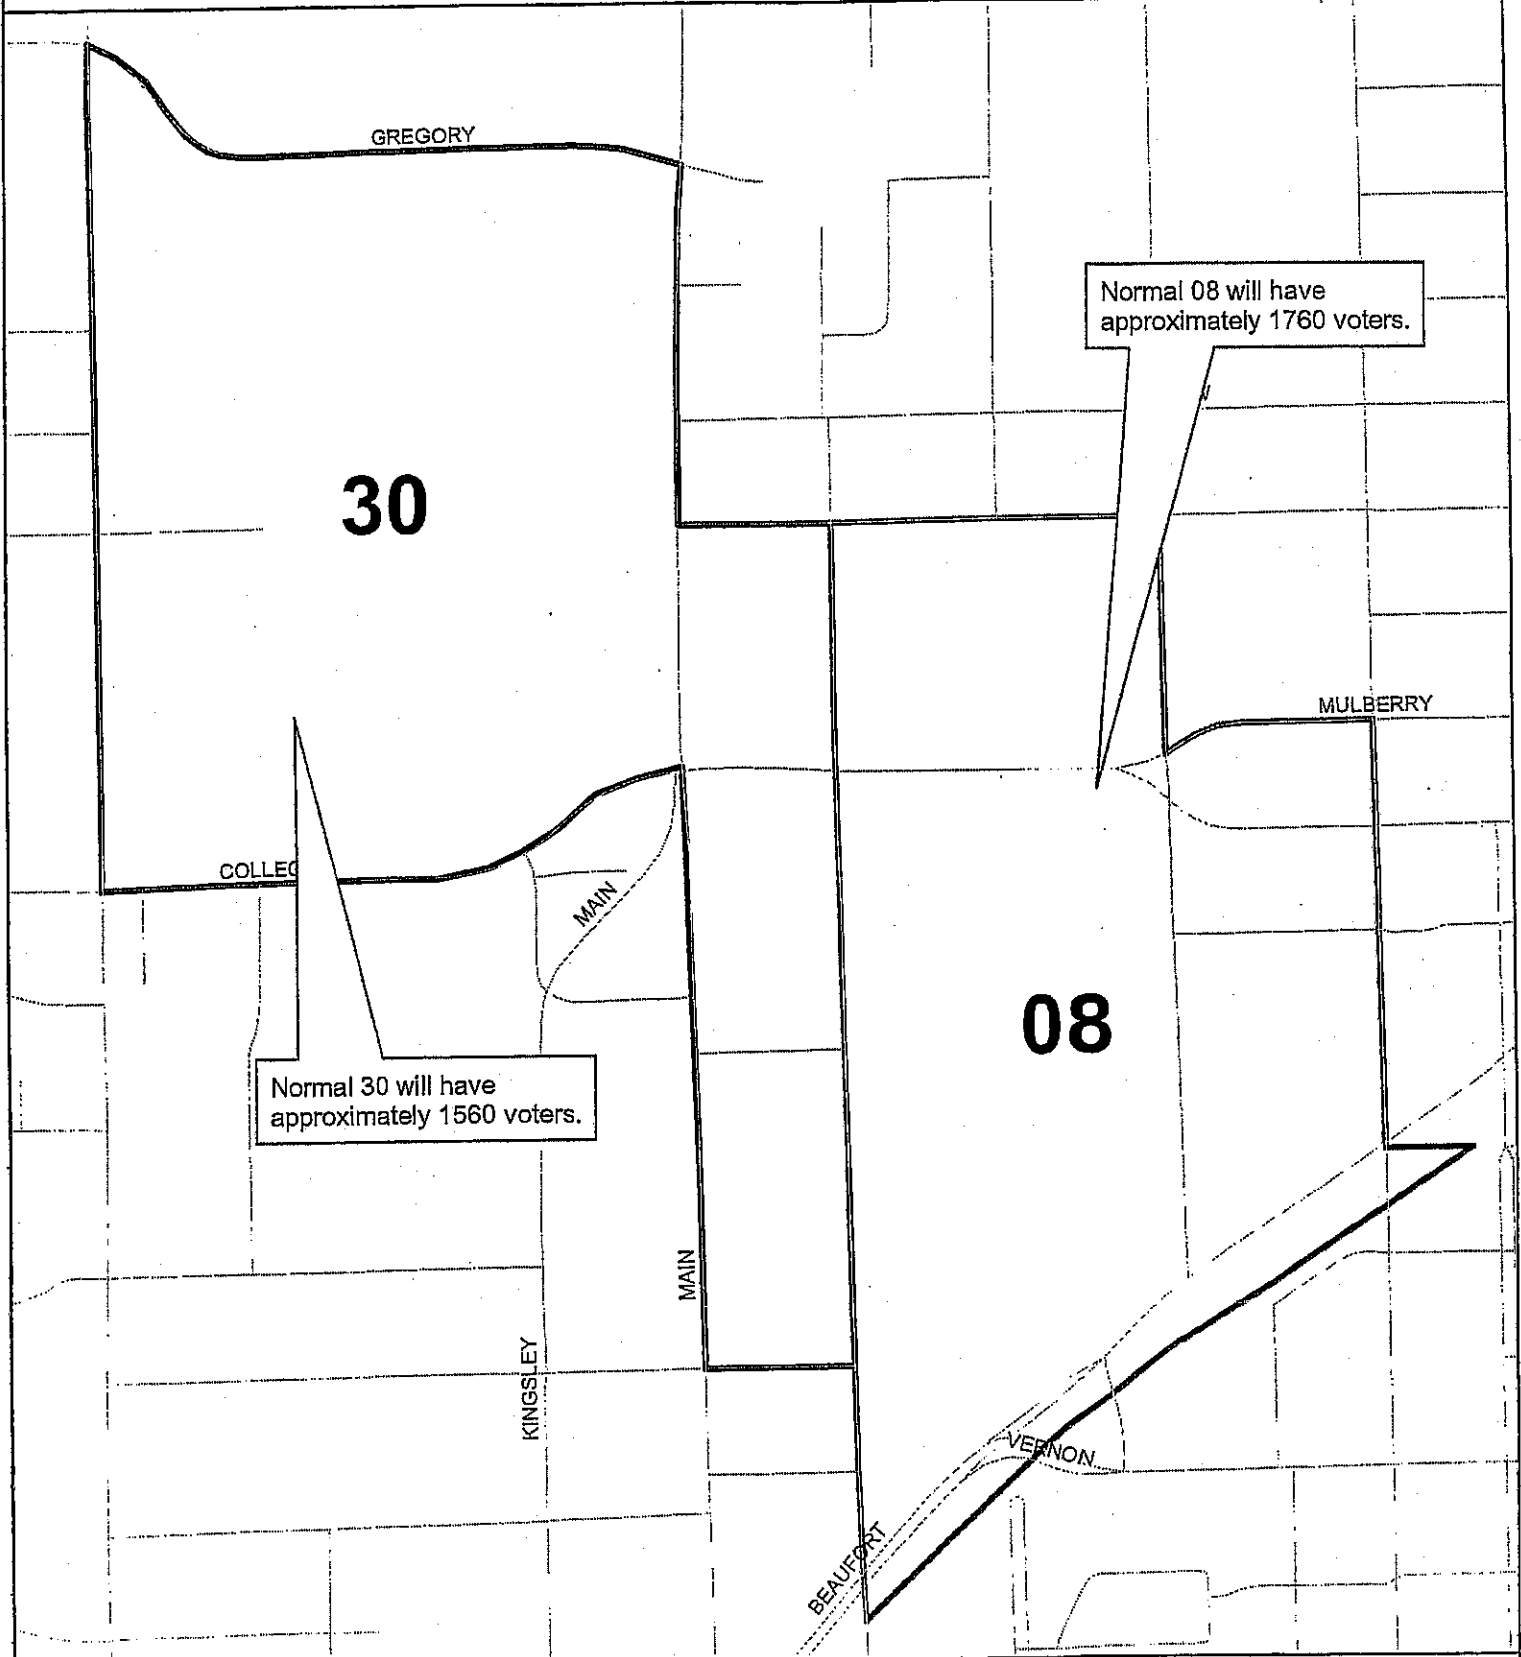 GREGORY
Normal 08 will have
approximately 1760 voters.
30
MULBERRY
COLLEG
MAIN
08
Normal 30 will have
approximately 1560 voters.
MAIN
KINGSLEY
VERNON
BEAUFORT